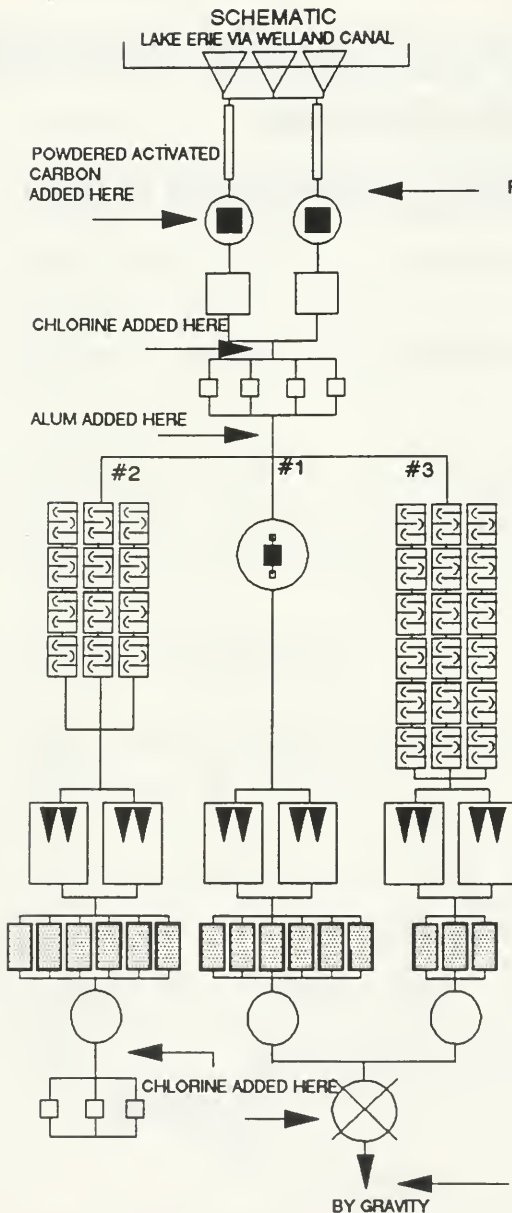 SCHEMATIC
LAKE ERIE VIA WELLAND CANAL
POWDERED ACTIVATED
CARBON
ADDED HERE
CHLORINE ADDED HERE
ALUM ADDED HERE
#2
#1
#3
CHLORINE ADDED HERE
BY GRAVITY